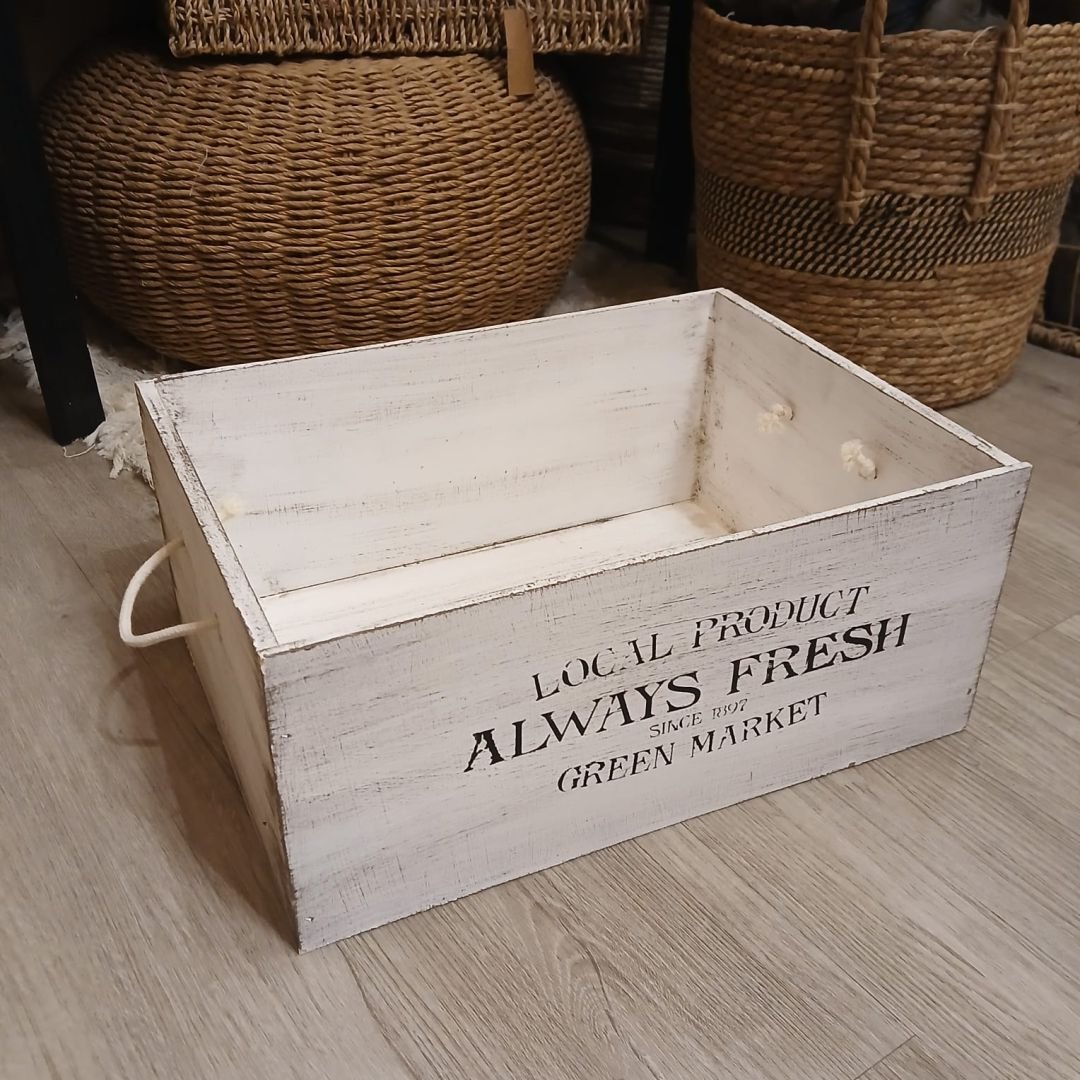 LOCAL PRODUCT
ALWAYS FRESH
SINCE 1897
GREEN MARKET